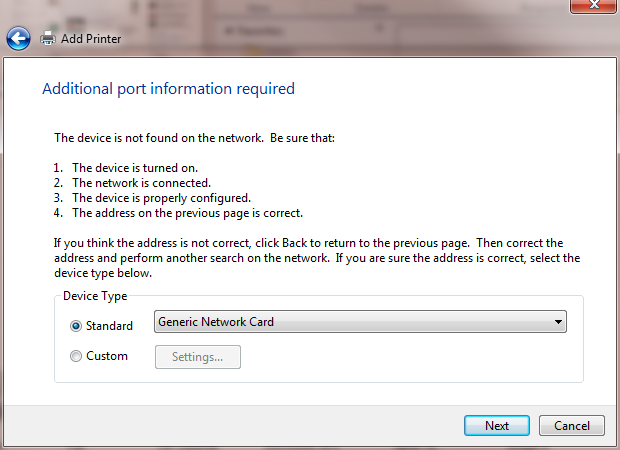 Add Printer
Additional port information required
The device is not found on the network.  Be sure that:
1.   The device is turned on.
2.   The network is connected.
3.   The device is properly configured.
4.   The address on the previous page is correct.
If you think the address is not correct, click Back to return to the previous page.  Then correct the
address and perform another search on the network.  If you are sure the address is correct, select the
device type below.
Device Type
Standard
Generic Network Card
Custom
Settings...
Next
Cancel